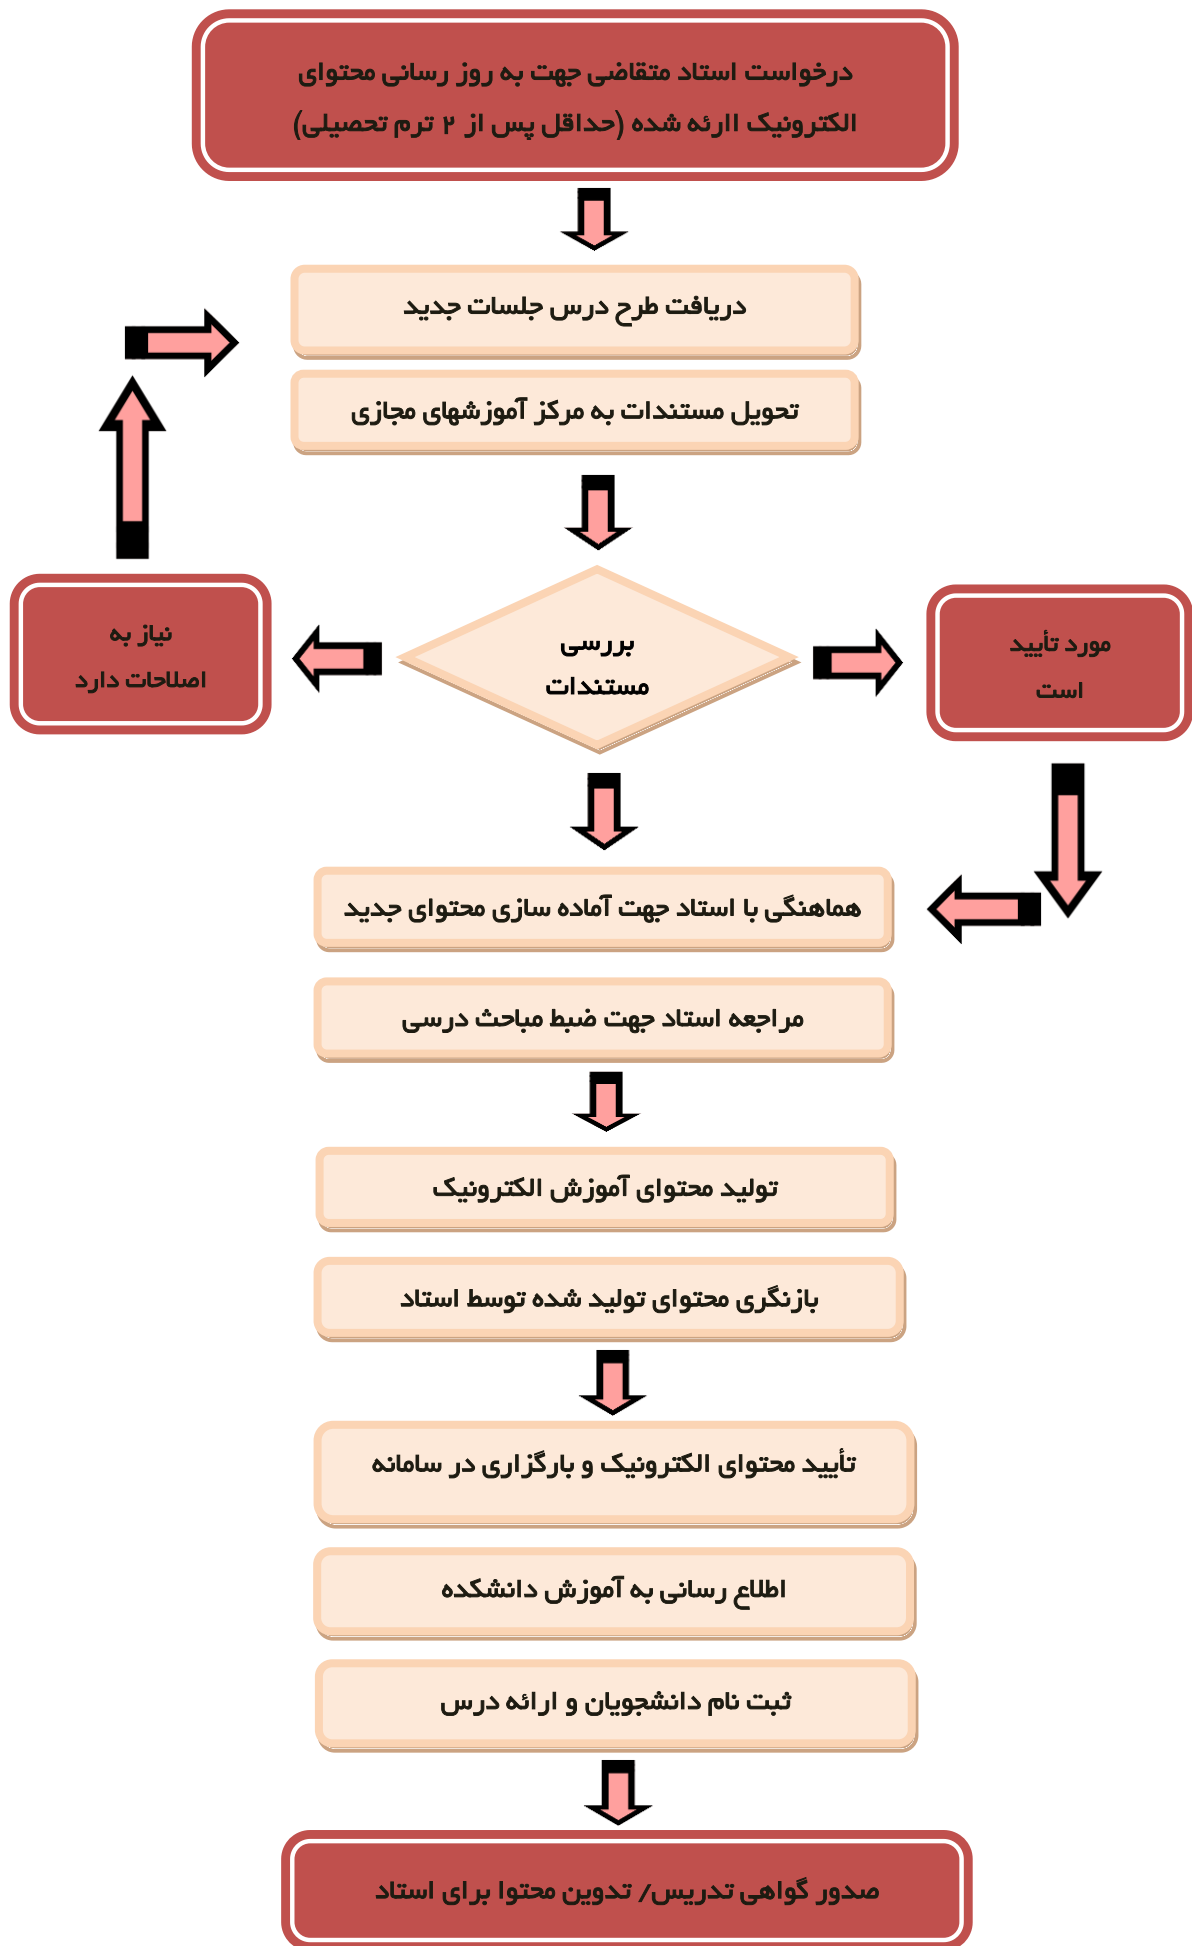 درخواست استاد متقاضی جهت به روز رسانی محتوای
الکترونیک اارئه شده (حداقل پس از ۲ ترم تحصیلی)
دریافت طرح درس جلسات جدید
تحویل مستندات به مرکز آموزشهای مجازی
بررسی
مستندات
مورد تأیید
است
نیاز به
اصلاحات دارد
هماهنگی با استاد جهت آماده سازی محتوای جدید
مراجعه استاد جهت ضبط مباحث درسی
تولید محتوای آموزش الکترونیک
بازنگری محتوای تولید شده توسط استاد
تأیید محتوای الکترونیک و بارگزاری در سامانه
اطلاع رسانی به آموزش دانشکده
ثبت نام دانشجویان و ارائه درس
صدور گواهی تدریس/ تدوین محتوا برای استاد